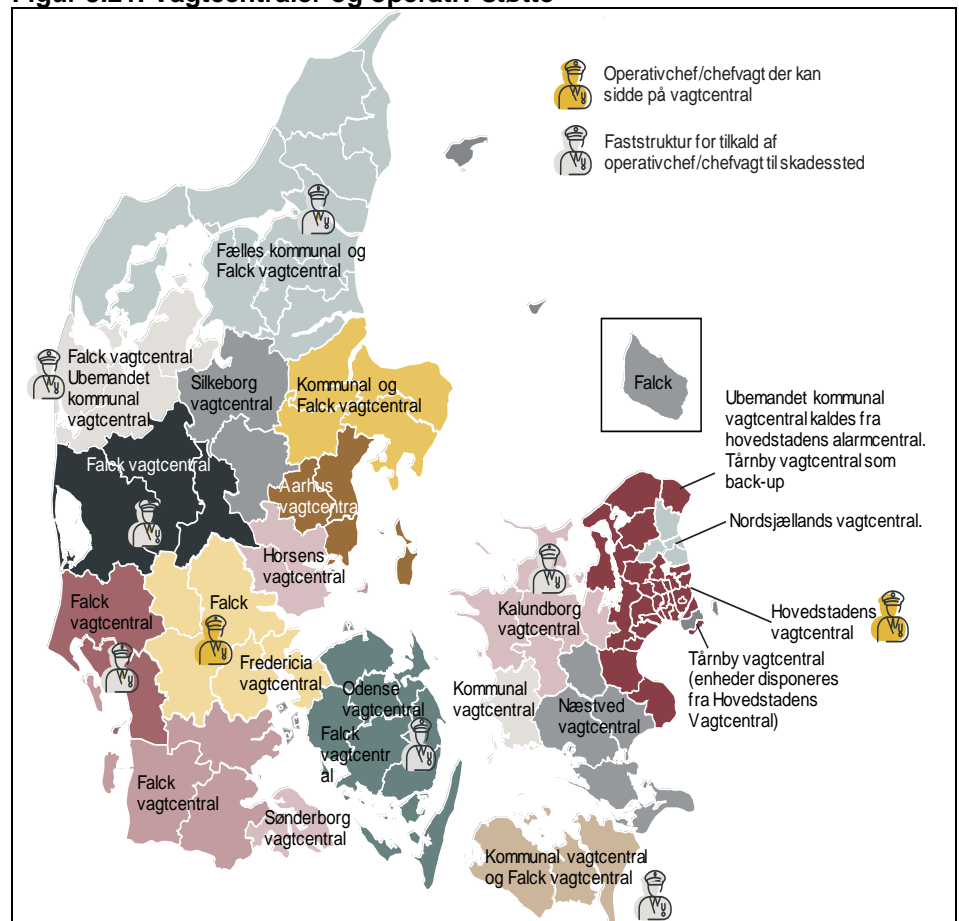 Operativchef/chefvagt der kan
sidde på vagtcentral
Faststruktur for tilkald af
operativchef/chefvagt til skadessted
Fælles kommunal og
Falck vagtcentral
Falck vagtcentral
Ubemandet
kommunal
vagtcentral
Silkeborg
vagtcentral
Kommunal og
Falck vagtcentral
Falck
Ubemandet kommunal
vagtcentral kaldes fra
hovedstadens alarmcentral.
Tårnby vagtcentral som
back-up
Falck vagtcentral
Aarhus
vagtcentral
Nordsjællands vagtcentral.
Horsens
vagtcentral
Falck
vagtcentral
Falck
Kalundborg
vagtcentral
Hovedstadens
vagtcentral
Fredericia
vagtcentral
Odense
vagtcentral
Kommunal
vagtcentral
Næstved
vagtcentral
Tårnby vagtcentral
(enheder disponeres
fra Hovedstadens
Vagtcentral)
Falck
vagtcentr
al
Falck
vagtcentral
Sønderborg
vagtcentral
Kommunal vagtcentral
og Falck vagtcentral